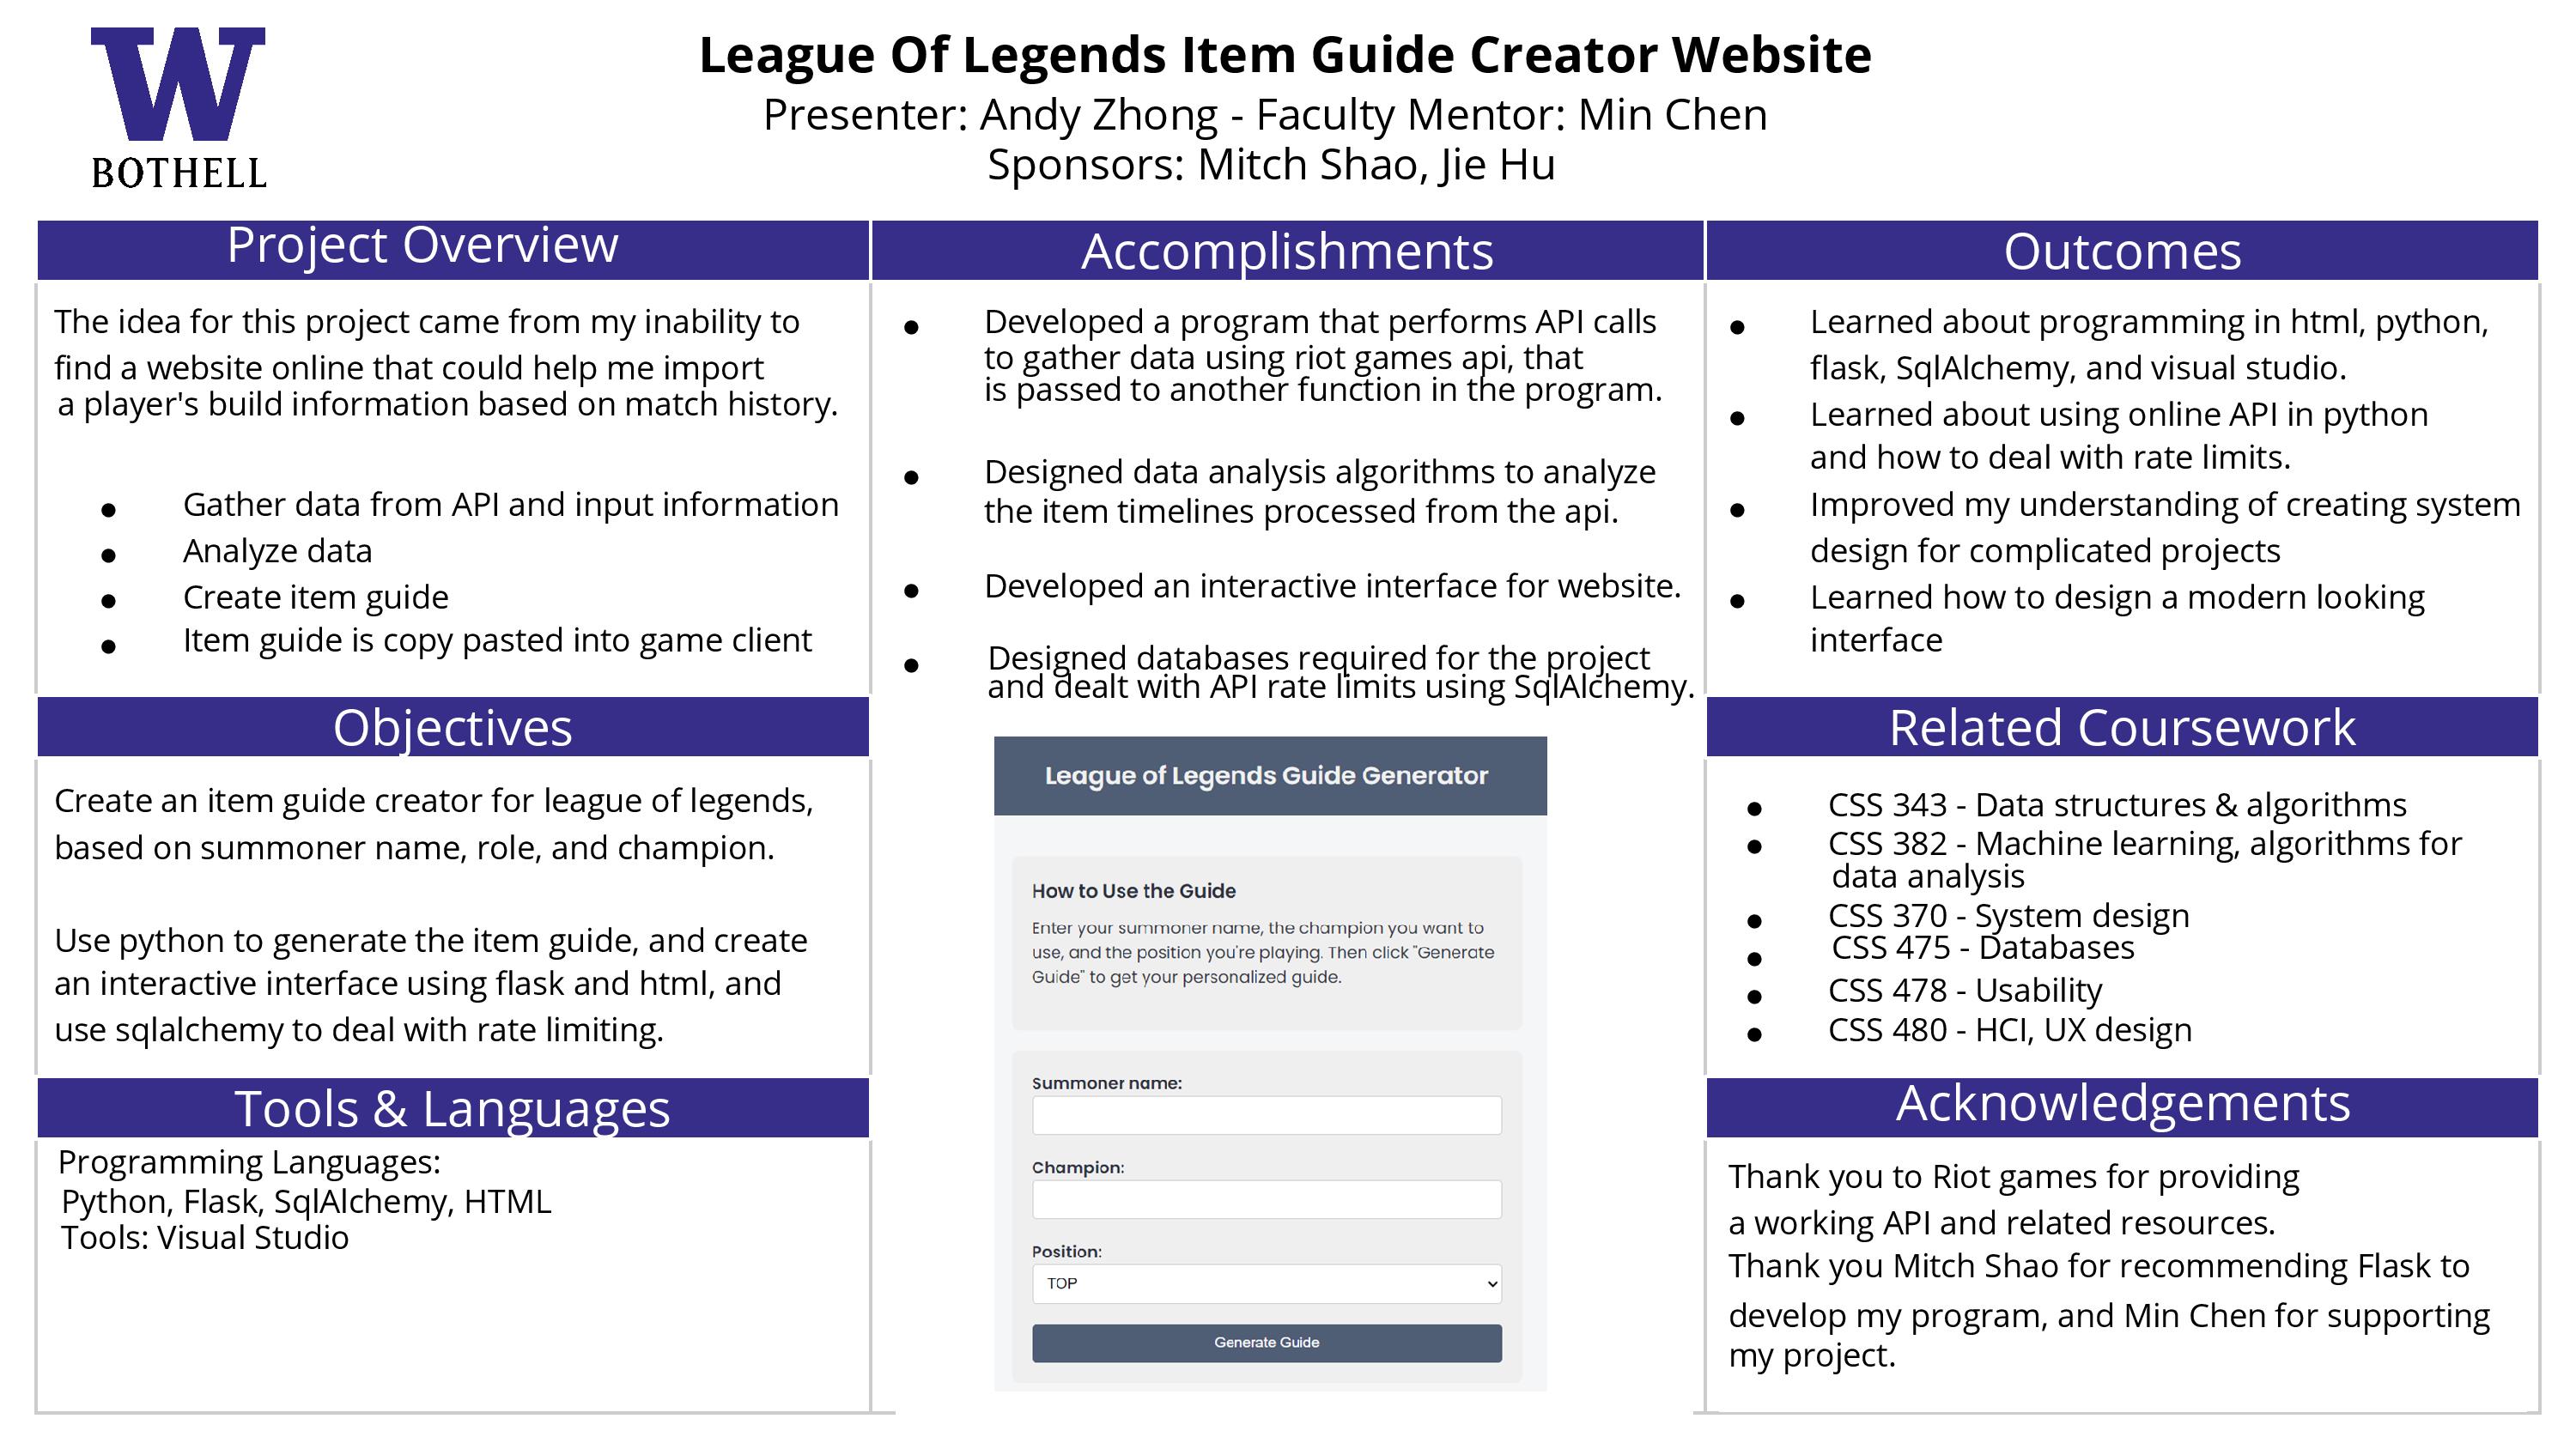 W
BOTHELL
League Of Legends Item Guide Creator Website
Presenter: Andy Zhong - Faculty Mentor: Min Chen
Sponsors: Mitch Shao, Jie Hu
Project Overview
The idea for this project came from my inability to
find a website online that could help me import
a player's build information based on match history.
● Gather data from API and input information
● Analyze data
● Create item guide
● Item guide is copy pasted into game client
Objectives
Create an item guide creator for league of legends,
based on summoner name, role, and champion.
Use python to generate the item guide, and create
an interactive interface using flask and html, and
use sqlalchemy to deal with rate limiting.
Tools & Languages
Programming Languages:
Python, Flask, SqlAlchemy, HTML
Tools: Visual Studio
Accomplishments
● Developed a program that performs API calls
to gather data using riot games api, that
is passed to another function in the program.
● Designed data analysis algorithms to analyze
the item timelines processed from the api.
● Developed an interactive interface for website.
● Designed databases required for the project
and dealt with API rate limits using SqlAlchemy.
League of Legends Guide Generator
How to Use the Guide
Enter your summoner name, the champion you want to
use, and the position you're playing. Then click "Generate
Guide" to get your personalized guide.
Summoner name:
Champion:
Position:
TOP
Generate Guide
Outcomes
● Learned about programming in html, python,
flask, SqlAlchemy, and visual studio.
● Learned about using online API in python
and how to deal with rate limits.
● Improved my understanding of creating system
design for complicated projects
● Learned how to design a modern looking
interface
Related Coursework
● CSS 343 - Data structures & algorithms
● CSS 382 - Machine learning, algorithms for
data analysis
● CSS 370 - System design
● CSS 475 - Databases
● CSS 478 - Usability
● CSS 480 - HCI, UX design
Acknowledgements
Thank you to Riot games for providing
a working API and related resources.
Thank you Mitch Shao for recommending Flask to
develop my program, and Min Chen for supporting
my project.